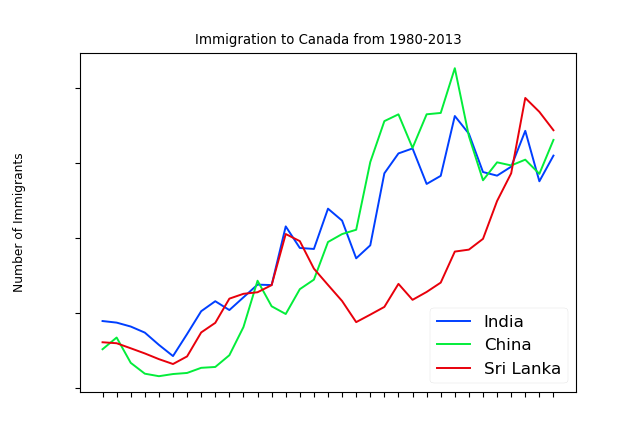 Immigration to Canada from 1980-2013
Number of Immigrants
India
China
Sri Lanka